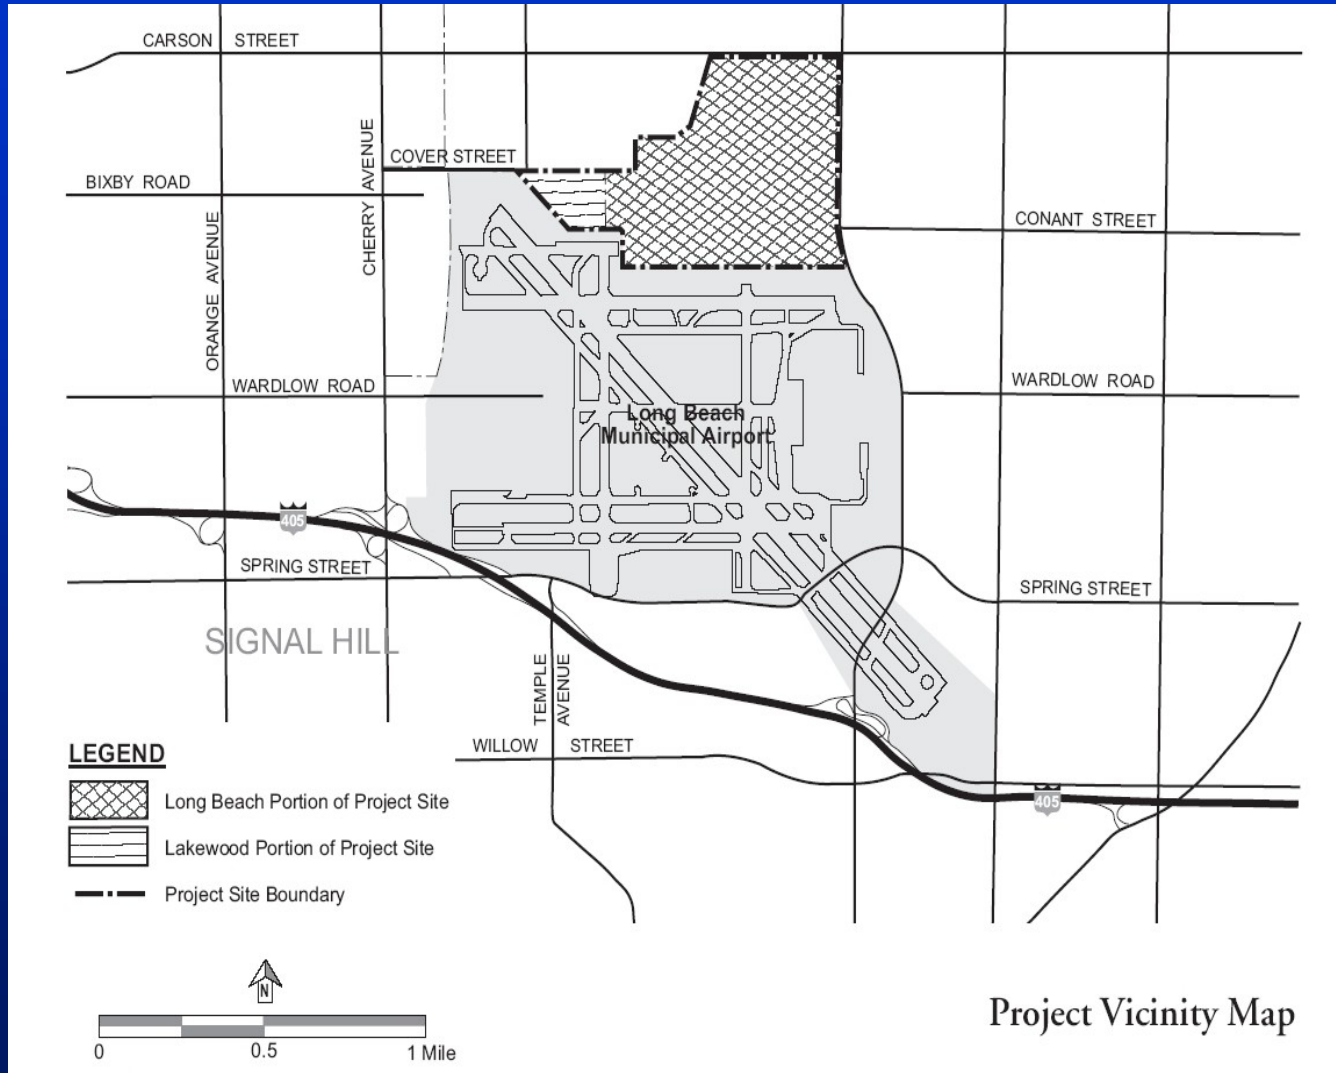 CARSON STREET
CHERRY AVENUE
COVER STREET
BIXBY ROAD
ORANGE AVENUE
CONANT STREET
WARDLOW ROAD
WARDLOW ROAD
Long Beach
Municipal Airport
405
SPRING STREET
SPRING STREET
SIGNAL HILL
TEMPLE
AVENUE
WILLOW STREET
405
LEGEND
Long Beach Portion of Project Site
Lakewood Portion of Project Site
Project Site Boundary
N
0 0.5 1 Mile
Project Vicinity Map